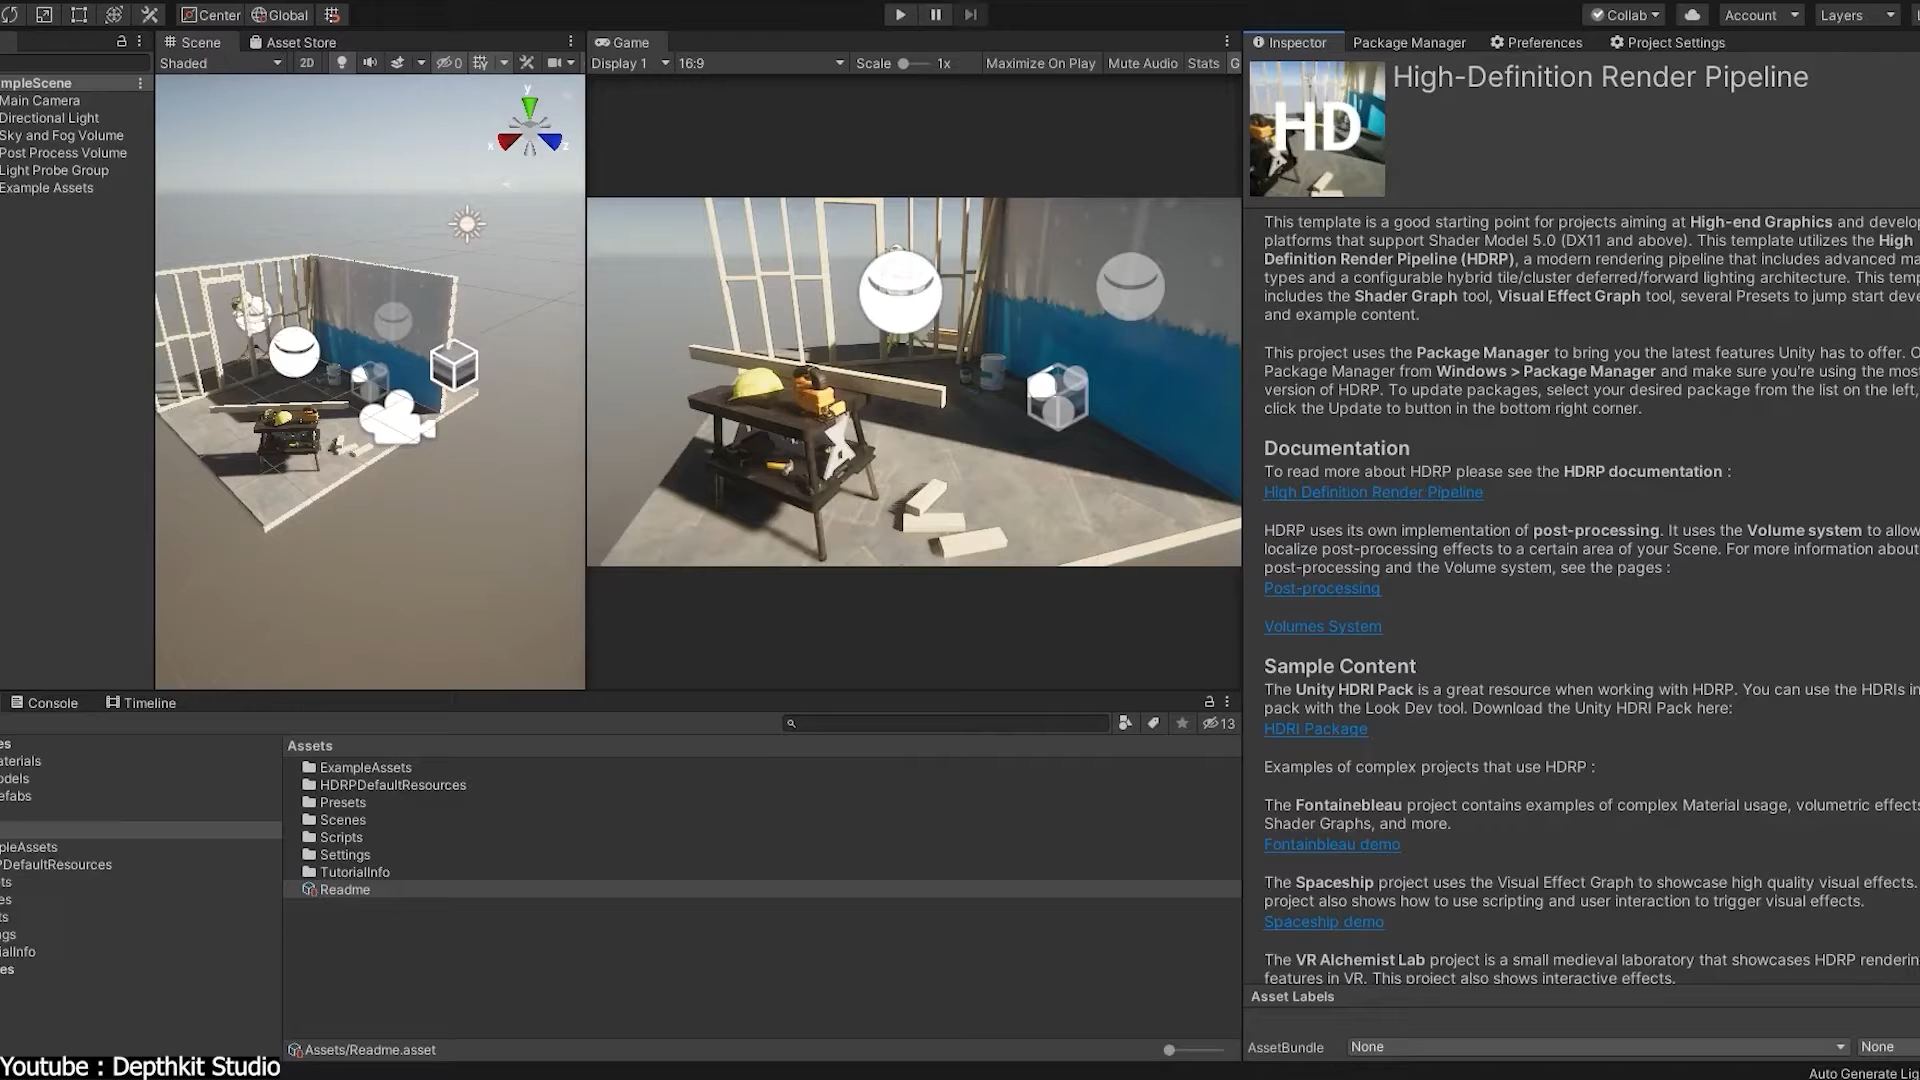 Center
Global
Collab
Account
Layers
mpleScene
Main Camera
Directional Light
Sky and Fog Volume
Post Process Volume
Light Probe Group
Example Assets
Scene
Asset Store
Shaded
2D
0
y
x
z
Game
Display 1
16:9
Scale
1x
Maximize On Play
Mute Audio
Stats
G
Inspector
Package Manager
Preferences
Project Settings
HD
High-Definition Render Pipeline
This template is a good starting point for projects aiming at High-end Graphics and develop
platforms that support Shader Model 5.0 (DX11 and above). This template utilizes the High
Definition Render Pipeline (HDRP), a modern rendering pipeline that includes advanced ma
types and a configurable hybrid tile/cluster deferred/forward lighting architecture. This temp
includes the Shader Graph tool, Visual Effect Graph tool, several Presets to jump start deve
and example content.
This project uses the Package Manager to bring you the latest features Unity has to offer. O
Package Manager from Windows > Package Manager and make sure you're using the most
version of HDRP. To update packages, select your desired package from the list on the left,
click the Update to button in the bottom right corner.
Documentation
To read more about HDRP please see the HDRP documentation :
High Definition Render Pipeline
HDRP uses its own implementation of post-processing. It uses the Volume system to allow
localize post-processing effects to a certain area of your Scene. For more information about
post-processing and the Volume system, see the pages :
Post-processing
Volumes System
Sample Content
The Unity HDRI Pack is a great resource when working with HDRP. You can use the HDRIs in
pack with the Look Dev tool. Download the Unity HDRI Pack here:
HDRI Package
Examples of complex projects that use HDRP :
The Fontainebleau project contains examples of complex Material usage, volumetric effects
Shader Graphs, and more.
Fontainbleau demo
The Spaceship project uses the Visual Effect Graph to showcase high quality visual effects.
project also shows how to use scripting and user interaction to trigger visual effects.
Spaceship demo
The VR Alchemist Lab project is a small medieval laboratory that showcases HDRP renderin
features in VR. This project also shows interactive effects.
Asset Labels
AssetBundle
None
None
Auto Generate Lig
Console
Timeline
13
es
aterials
odels
efabs
pleAssets
PDefaultResources
ts
es
ts
ngs
ialInfo
es
Assets
ExampleAssets
HDRPDefaultResources
Presets
Scenes
Scripts
Settings
TutorialInfo
Readme
Assets/Readme.asset
Youtube : Depthkit Studio